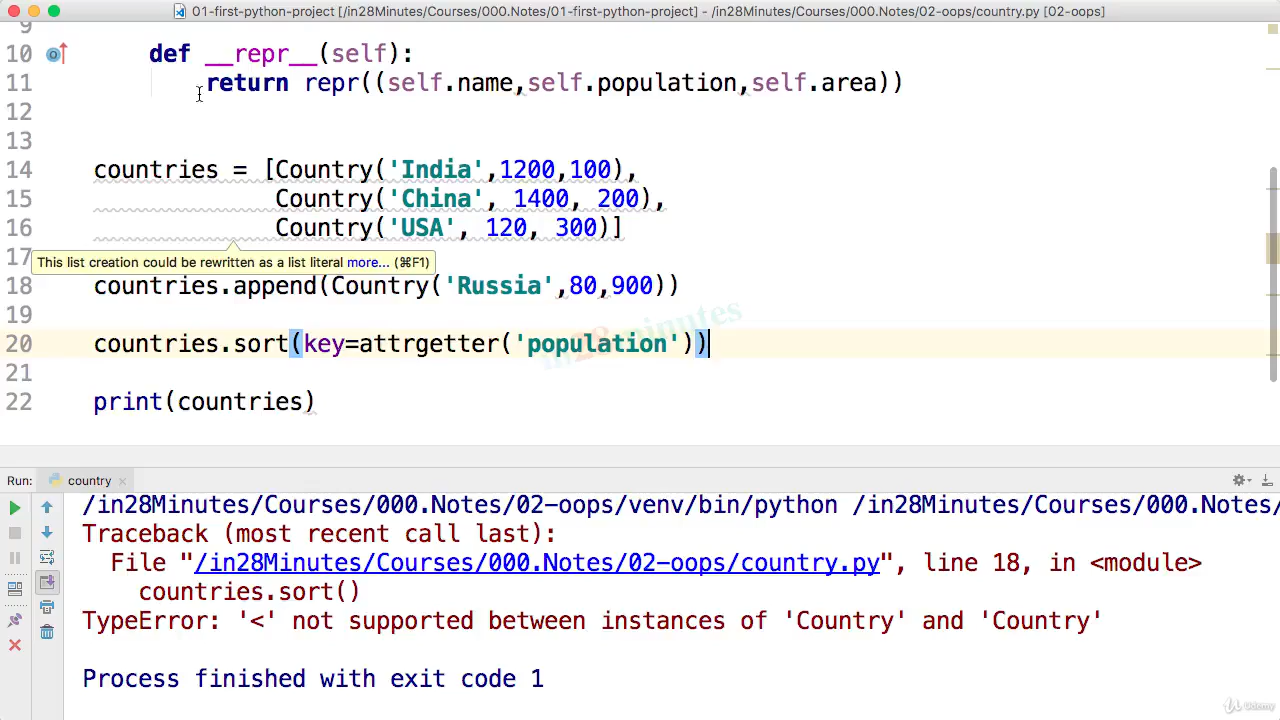 01-first-python-project [/in28Minutes/Courses/000.Notes/01-first-python-project] - /in28Minutes/Courses/000.Notes/02-oops/country.py [02-oops]
9
10 def __repr__(self):
11 return repr((self.name,self.population,self.area))
12
13
14 countries = [Country('India',1200,100),
15 Country('China', 1400, 200),
16 Country('USA', 120, 300)]
17
This list creation could be rewritten as a list literal more... (⌘F1)
18 countries.append(Country('Russia',80,900))
19
in28minutes
20 countries.sort(key=attrgetter('population'))
21
22 print(countries)
Run: country
/in28Minutes/Courses/000.Notes/02-oops/venv/bin/python /in28Minutes/Courses/000.Notes/
Traceback (most recent call last):
File "/in28Minutes/Courses/000.Notes/02-oops/country.py", line 18, in <module>
countries.sort()
TypeError: '<' not supported between instances of 'Country' and 'Country'
Process finished with exit code 1
Udemy